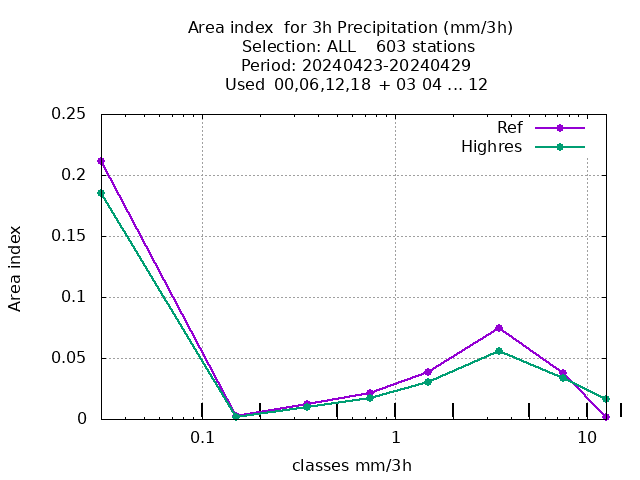 Area index  for 3h Precipitation (mm/3h)
Selection: ALL    603 stations
Period: 20240423-20240429
Used  00,06,12,18 + 03 04 ... 12
0.25
0.2
0.15
0.1
0.05
0
Ref
Highres
Area index
0.1
1
10
classes mm/3h